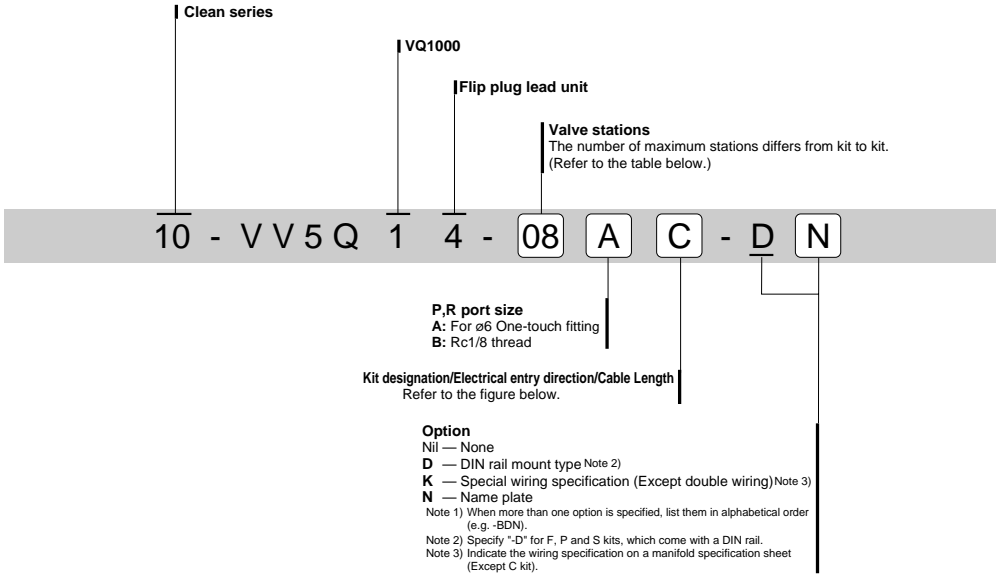 Clean series
VQ1000
Flip plug lead unit
Valve stations
The number of maximum stations differs from kit to kit.
(Refer to the table below.)
10 - V V 5 Q 1 4 - 08 A C - D N
P,R port size
A: For ø6 One-touch fitting
B: Rc1/8 thread
Kit designation/Electrical entry direction/Cable Length
Refer to the figure below.
Option
Nil — None
D — DIN rail mount type Note 2)
K — Special wiring specification (Except double wiring) Note 3)
N — Name plate
Note 1) When more than one option is specified, list them in alphabetical order
(e.g. -BDN).
Note 2) Specify "-D" for F, P and S kits, which come with a DIN rail.
Note 3) Indicate the wiring specification on a manifold specification sheet
(Except C kit).